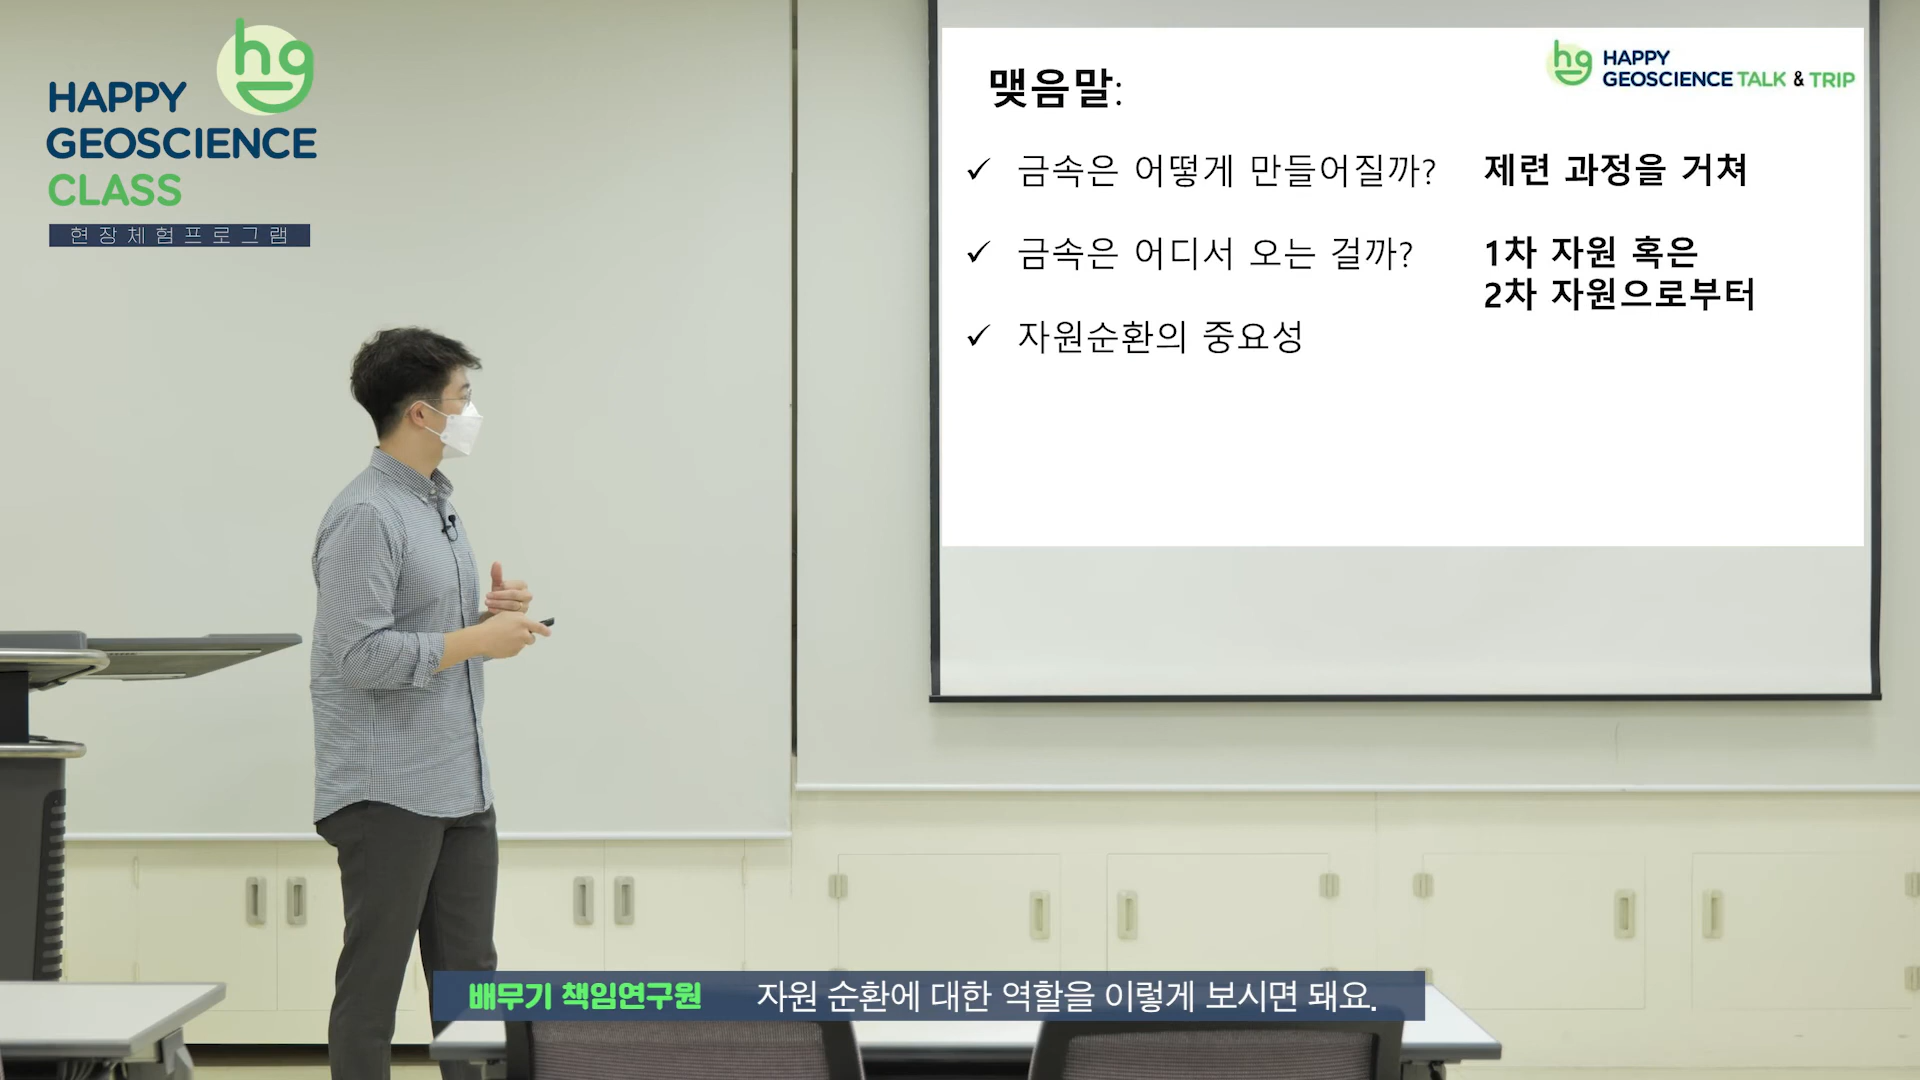 hg
HAPPY
GEOSCIENCE
CLASS
현장체험프로그램
hg
HAPPY
GEOSCIENCE TALK & TRIP
맺음말:
✓ 금속은 어떻게 만들어질까? 제련 과정을 거쳐
✓ 금속은 어디서 오는 걸까? 1차 자원 혹은
2차 자원으로부터
✓ 자원순환의 중요성
배무기 책임연구원 자원 순환에 대한 역할을 이렇게 보시면 돼요.